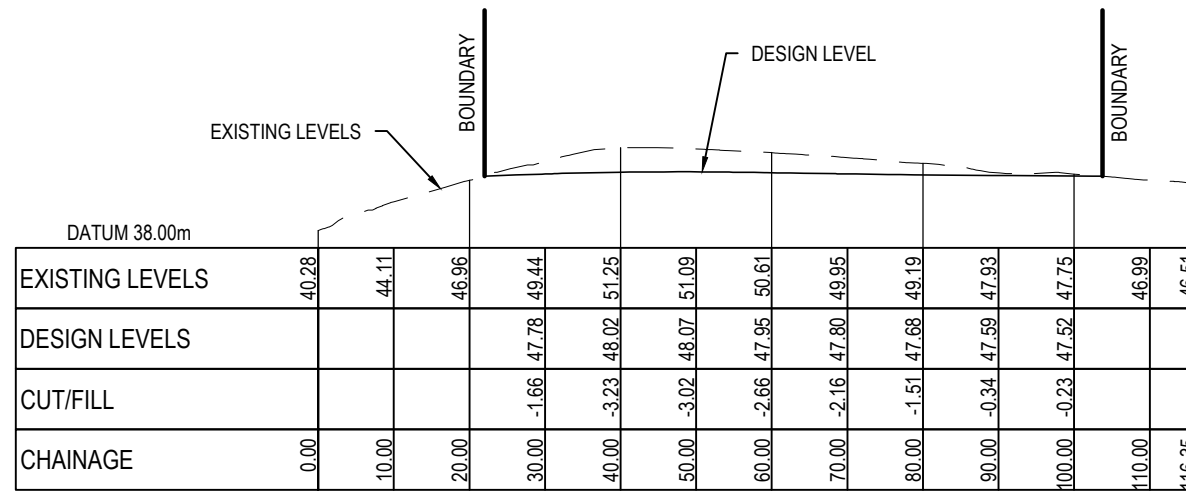 BOUNDARY
DESIGN LEVEL
BOUNDARY
EXISTING LEVELS
DATUM 38.00m
EXISTING LEVELS 40.28 44.11 46.96 49.44 51.25 51.09 50.61 49.95 49.19 47.93 47.75 46.99 46.51
DESIGN LEVELS 47.78 48.02 48.07 47.95 47.80 47.68 47.59 47.52
CUT/FILL -1.66 -3.23 -3.02 -2.66 -2.16 -1.51 -0.34 -0.23
CHAINAGE 0.00 10.00 20.00 30.00 40.00 50.00 60.00 70.00 80.00 90.00 100.00 110.00 116.25